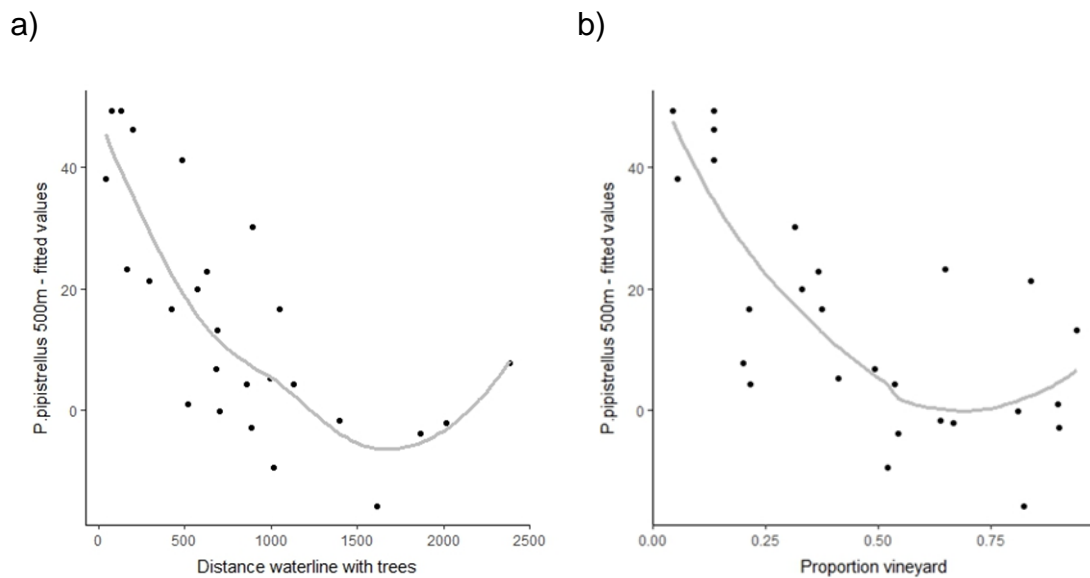 a)
b)
P.pipistrellus 500m - fitted values
40
20
0
0
500
1000
1500
2000
2500
Distance waterline with trees
P.pipistrellus 500m - fitted values
40
20
0
0.00
0.25
0.50
0.75
Proportion vineyard